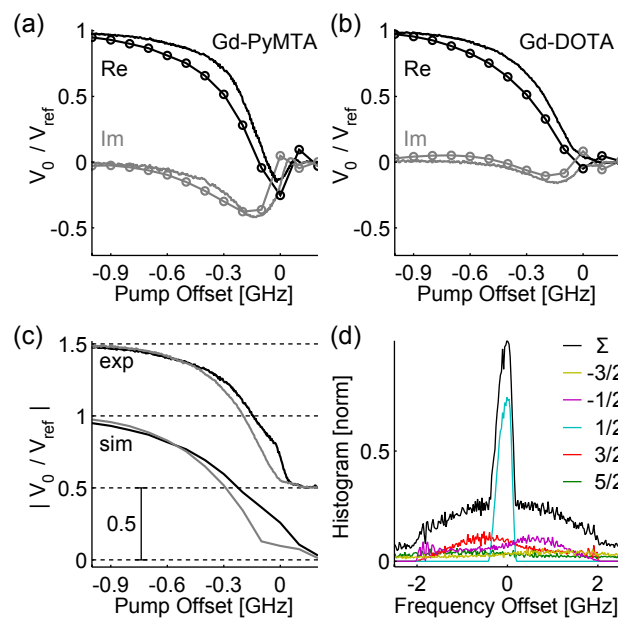 (a)
Gd-PyMTA
1
Re
0.5
Im
0
-0.5
V0 / Vref
-0.9 -0.6 -0.3 0
Pump Offset [GHz]
(b)
Gd-DOTA
1
Re
0.5
Im
0
-0.5
V0 / Vref
-0.9 -0.6 -0.3 0
Pump Offset [GHz]
(c)
1.5
exp
1
sim
0.5
0.5
0
| V0 / Vref |
-0.9 -0.6 -0.3 0
Pump Offset [GHz]
(d)
Σ
-3/2
-1/2
1/2
3/2
5/2
0.5
0
Histogram [norm]
-2 0 2
Frequency Offset [GHz]